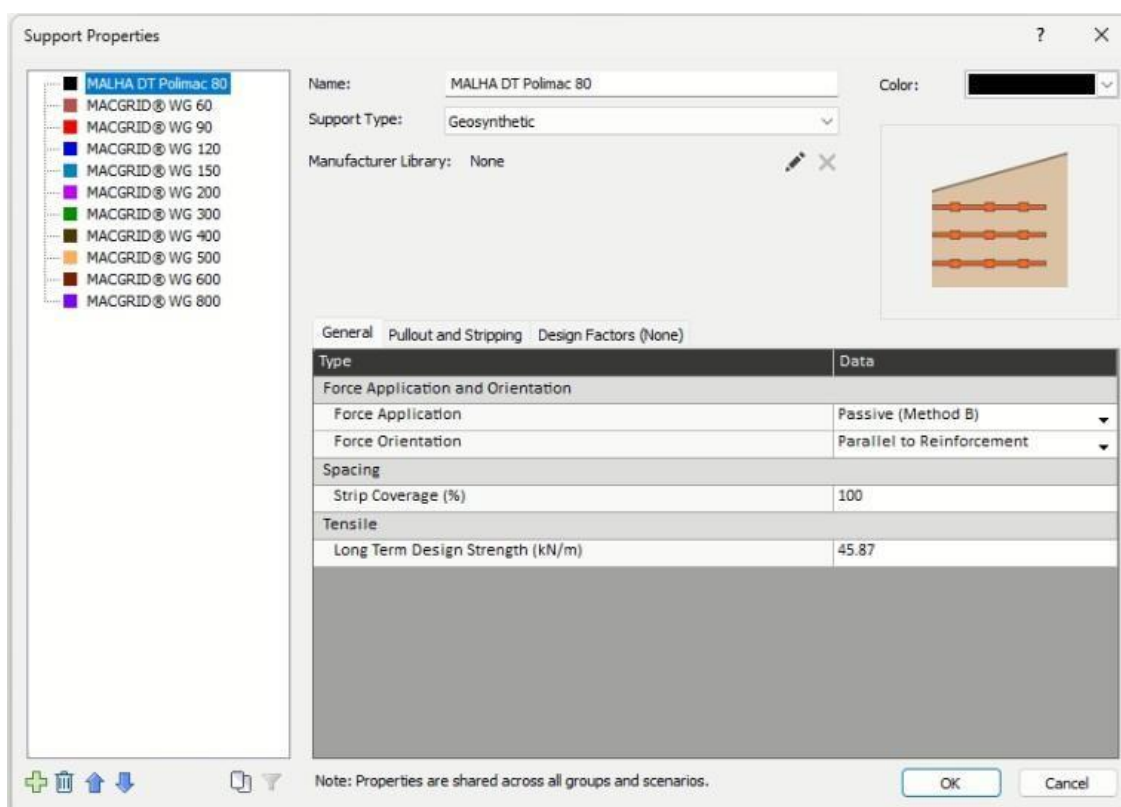 Support Properties
?
MALHA DT Polimac 80
MACGRID® WG 60
MACGRID® WG 90
MACGRID® WG 120
MACGRID® WG 150
MACGRID® WG 200
MACGRID® WG 300
MACGRID® WG 400
MACGRID® WG 500
MACGRID® WG 600
MACGRID® WG 800
Name: MALHA DT Polimac 80 Color:
Support Type: Geosynthetic
Manufacturer Library: None
General Pullout and Stripping Design Factors (None)
Type Data
Force Application and Orientation
Force Application Passive (Method B)
Force Orientation Parallel to Reinforcement
Spacing
Strip Coverage (%) 100
Tensile
Long Term Design Strength (kN/m) 45.87
Note: Properties are shared across all groups and scenarios. OK Cancel